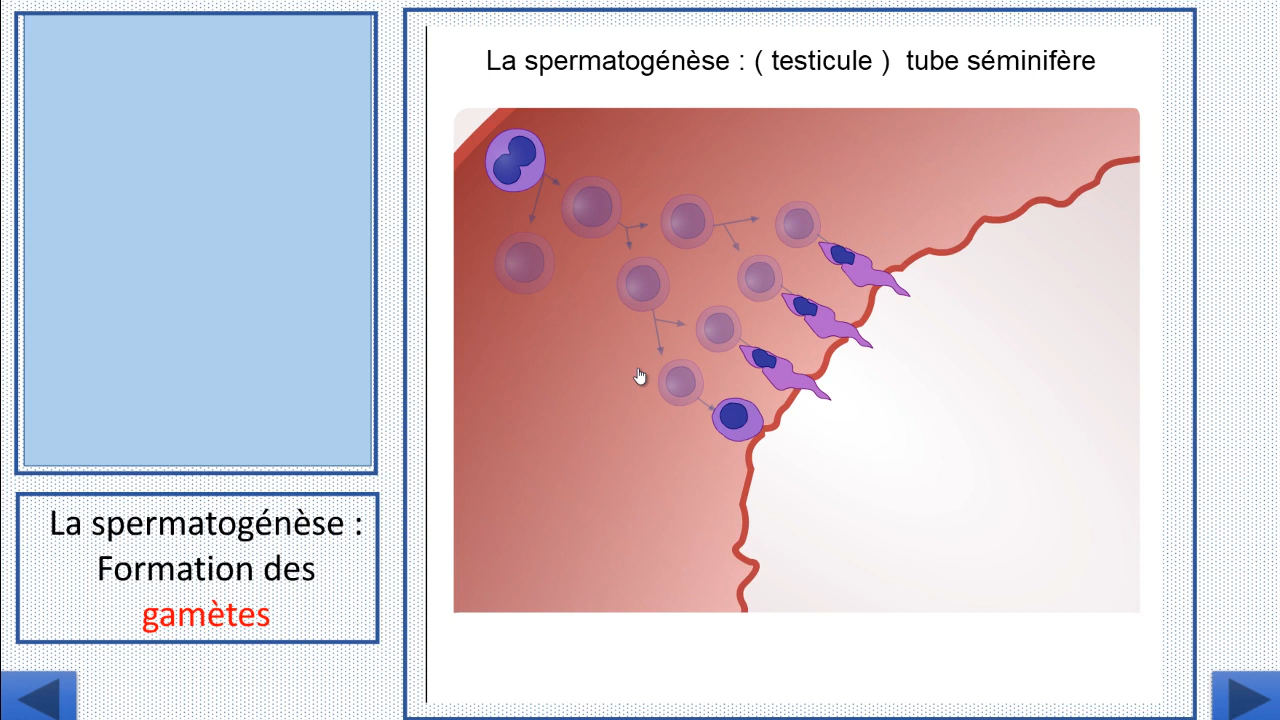 La spermatogénèse : ( testicule ) tube séminifère
La spermatogénèse :
Formation des
gamètes